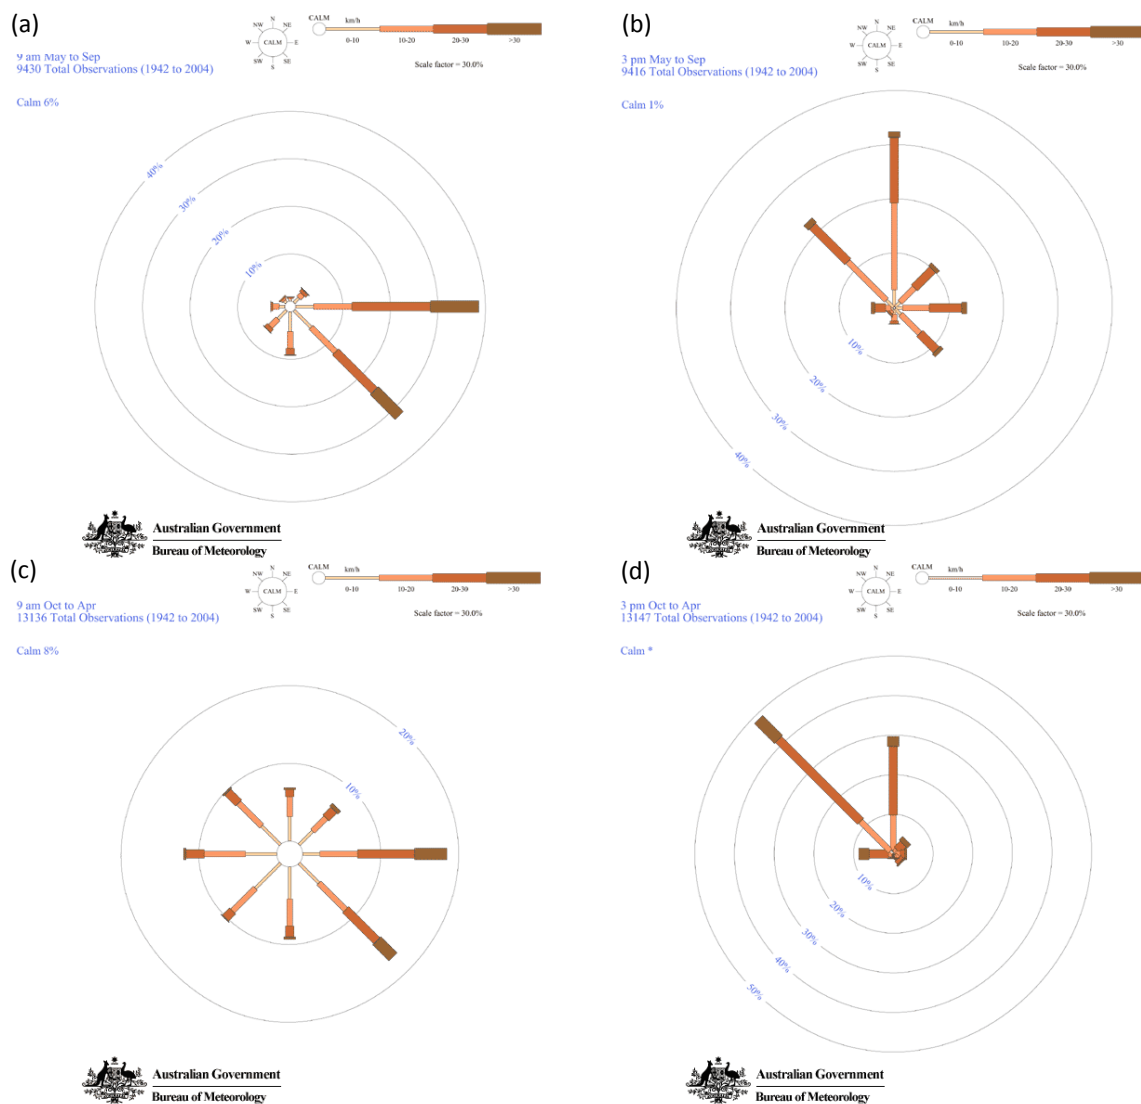 (a)
CALM
km/h
0-10
10-20
20-30
>30
Scale factor = 30.0%
N
NW
NE
W
CALM
E
SW
SE
S
9 am May to Sep
9430 Total Observations (1942 to 2004)
Calm 6%
40%
30%
20%
10%
Australian Government
Bureau of Meteorology
(b)
CALM
km/h
0-10
10-20
20-30
>30
Scale factor = 30.0%
N
NW
NE
W
CALM
E
SW
SE
S
3 pm May to Sep
9416 Total Observations (1942 to 2004)
Calm 1%
10%
20%
30%
40%
Australian Government
Bureau of Meteorology
(c)
CALM
km/h
0-10
10-20
20-30
>30
Scale factor = 30.0%
N
NW
NE
W
CALM
E
SW
SE
S
9 am Oct to Apr
13136 Total Observations (1942 to 2004)
Calm 8%
20%
10%
Australian Government
Bureau of Meteorology
(d)
CALM
km/h
0-10
10-20
20-30
>30
Scale factor = 30.0%
N
NW
NE
W
CALM
E
SW
SE
S
3 pm Oct to Apr
13147 Total Observations (1942 to 2004)
Calm *
10%
20%
30%
40%
50%
Australian Government
Bureau of Meteorology